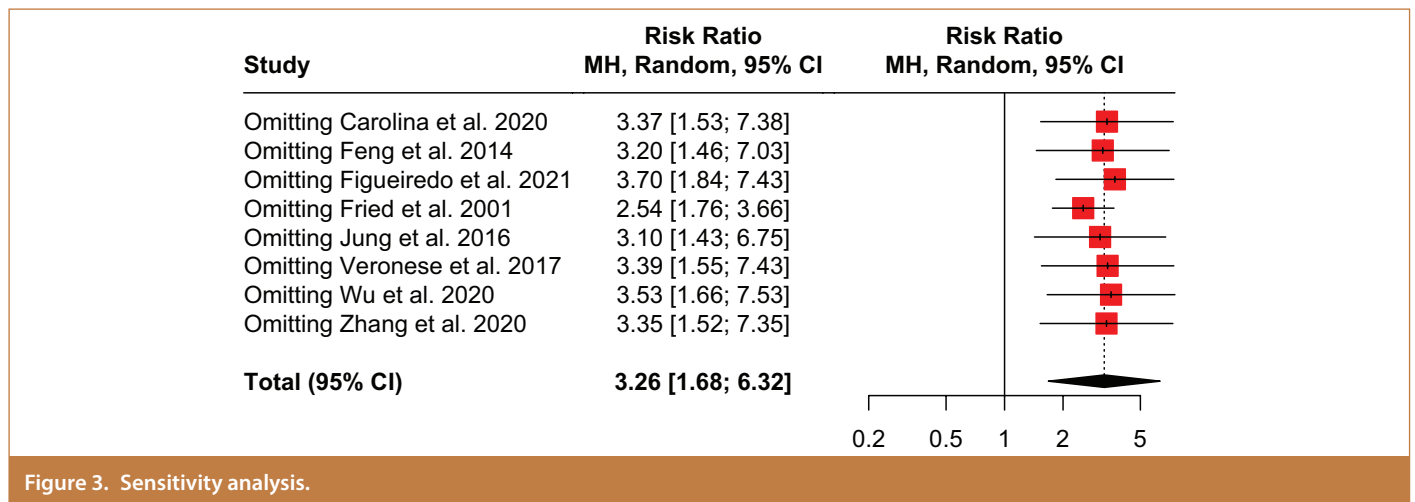 Risk Ratio Risk Ratio
Study MH, Random, 95% CI MH, Random, 95% CI
Omitting Carolina et al. 2020 3.37 [1.53; 7.38]
Omitting Feng et al. 2014 3.20 [1.46; 7.03]
Omitting Figueiredo et al. 2021 3.70 [1.84; 7.43]
Omitting Fried et al. 2001 2.54 [1.76; 3.66]
Omitting Jung et al. 2016 3.10 [1.43; 6.75]
Omitting Veronese et al. 2017 3.39 [1.55; 7.43]
Omitting Wu et al. 2020 3.53 [1.66; 7.53]
Omitting Zhang et al. 2020 3.35 [1.52; 7.35]
Total (95% CI) 3.26 [1.68; 6.32]
0.2 0.5 1 2 5
Figure 3. Sensitivity analysis.